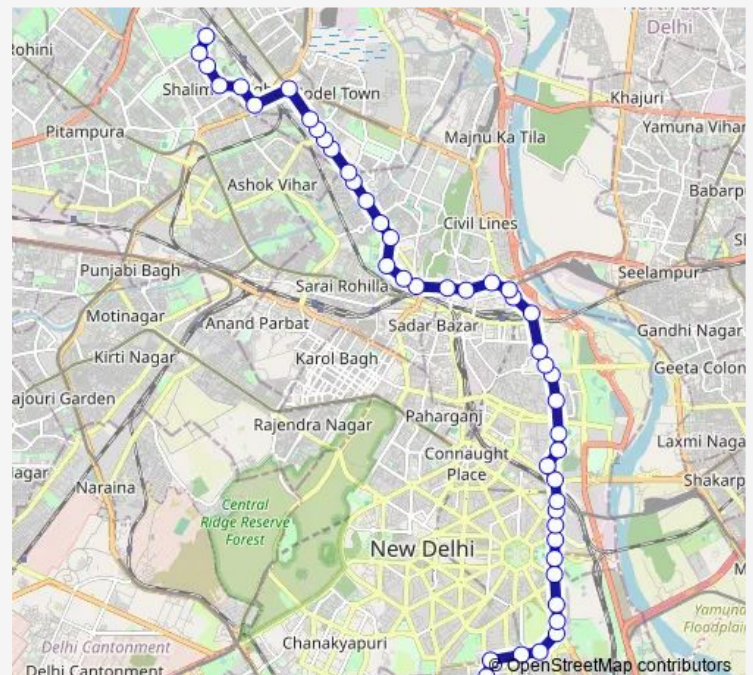 North East
Delhi
Rohini
Model Town
Khajuri
Pitampura
Majnu Ka Tila
Yamuna Vihar
Ashok Vihar
Babarp
Civil Lines
Punjabi Bagh
Seelampur
Sarai Rohilla
Motinagar
Anand Parbat
Sadar Bazar
Gandhi Nagar
Kirti Nagar
Karol Bagh
Geeta Colon
ajouri Garden
Paharganj
Rajendra Nagar
Laxmi Naga
Connaught
Place
agar
Naraina
Shakarp
Central
Ridge Reserve
Forest
New Delhi
Yamuna
Floodplai
Chanakyapuri
Delhi Cantonment
Delhi Cantonment
© OpenStreetMap contributors